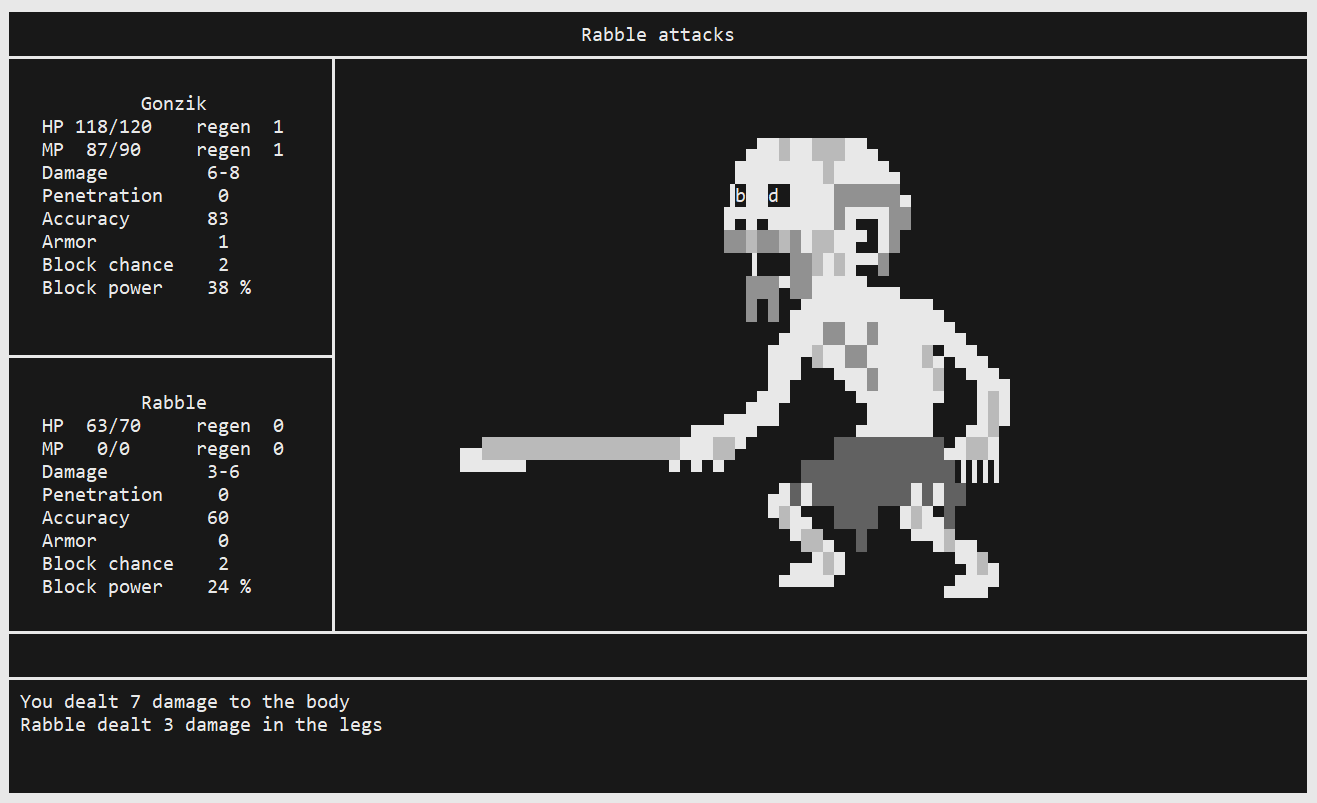 Rabble attacks
Gonzik
HP 118/120 regen 1
MP 87/90 regen 1
Damage 6-8
Penetration 0
Accuracy 83
Armor 1
Block chance 2
Block power 38 %
Rabble
HP 63/70 regen 0
MP 0/0 regen 0
Damage 3-6
Penetration 0
Accuracy 60
Armor 0
Block chance 2
Block power 24 %
b d
You dealt 7 damage to the body
Rabble dealt 3 damage in the legs